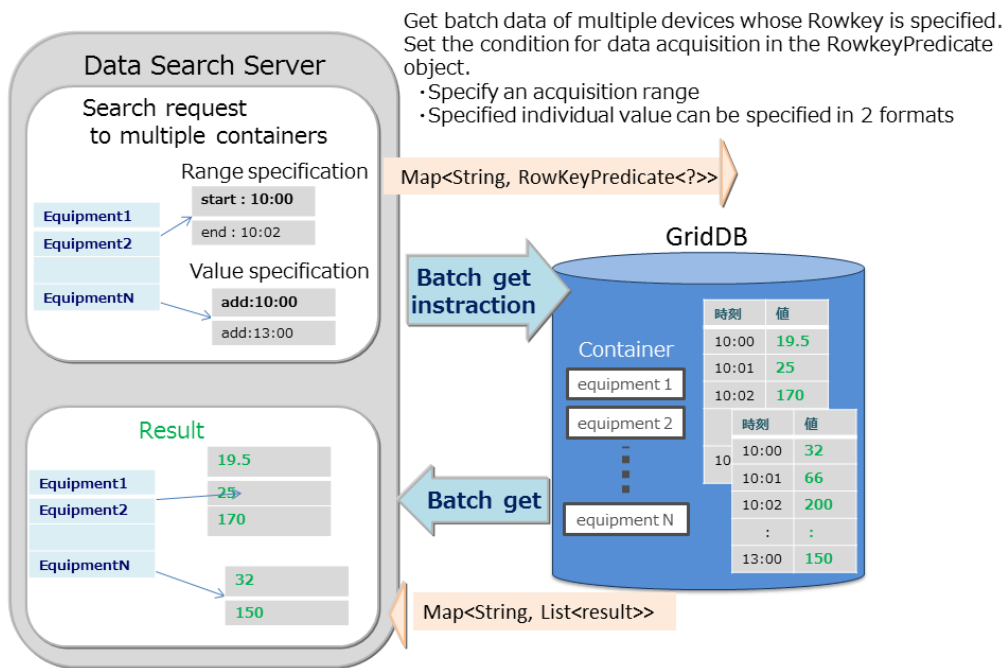 Get batch data of multiple devices whose Rowkey is specified.
Set the condition for data acquisition in the RowkeyPredicate
object.
・Specify an acquisition range
・Specified individual value can be specified in 2 formats
Data Search Server
Search request
to multiple containers
Range specification
start : 10:00
end : 10:02
Equipment1
Equipment2
EquipmentN
Value specification
add:10:00
add:13:00
Map<String, RowKeyPredicate<?>>
Batch get
instraction
GridDB
Container
equipment 1
equipment 2
equipment N
時刻 値
10:00 19.5
10:01 25
10:02 170
10
時刻 値
10:00 32
10:01 66
10:02 200
: :
13:00 150
Result
Equipment1
Equipment2
EquipmentN
19.5
25
170
32
150
Batch get
Map<String, List<result>>